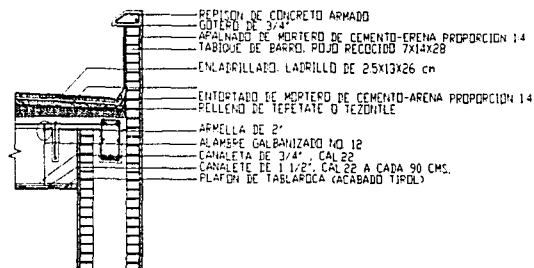 REPISON DE CONCRETO ARMADO
GOTERO DE 3/4"
APALNADO DE MORTERO DE CEMENTO-ERENA PROPORCION 1:4
TABIQUE DE BARRO, ROJO RECOCIDO 7X14X28
ENLADRILLADO, LADRILLO DE 2.5X13X26 cm
ENTORTADO DE MORTERO DE CEMENTO-ARENA PROPORCION 1:4
RELLENO DE TEPETATE O TEZONTLE
ARMELLA DE 2"
ALAMBRE GALBANIZADO NO. 12
CANALETA DE 3/4", CAL 22
CANALETE DE 1 1/2", CAL 22 A CADA 90 CMS.
PLAFON DE TABLAROCA (ACABADO TIROL)